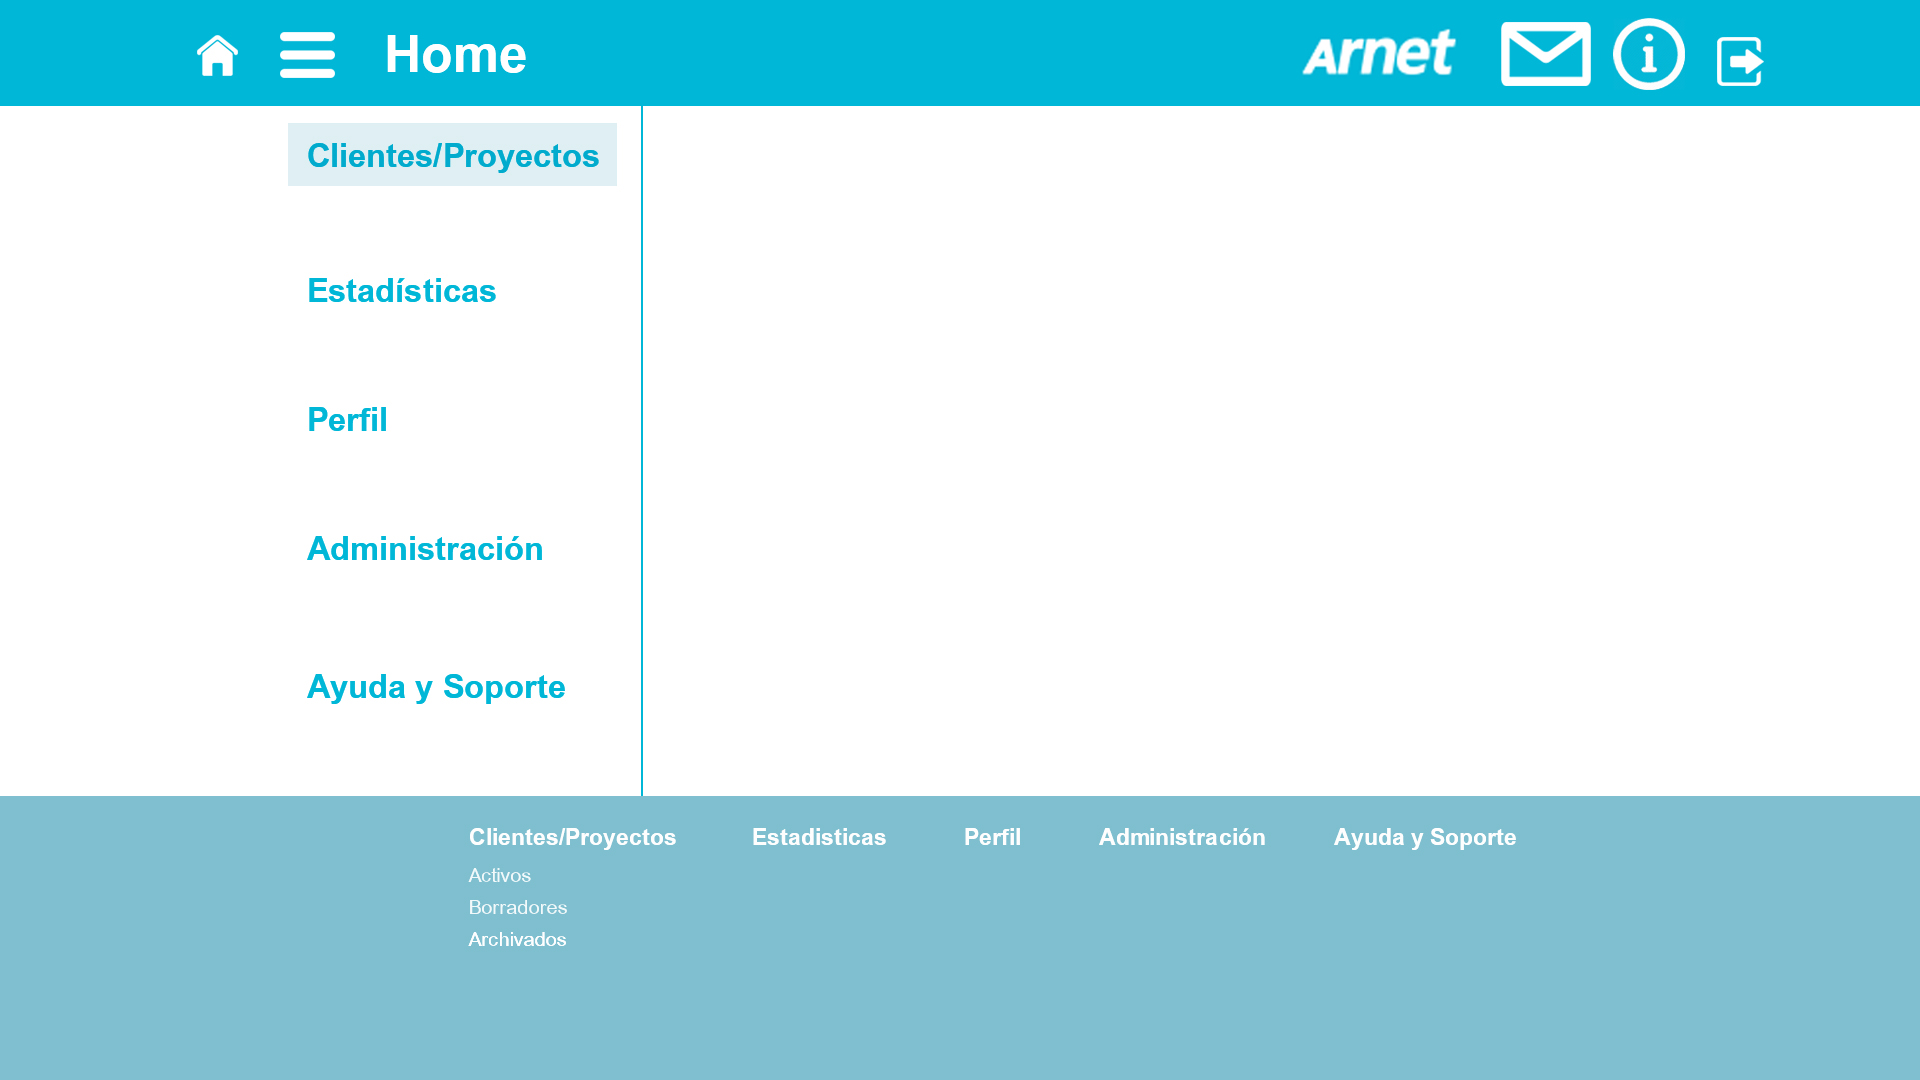 Home
Arnet
Clientes/Proyectos
Estadísticas
Perfil
Administración
Ayuda y Soporte
Clientes/Proyectos Estadisticas Perfil Administración Ayuda y Soporte
Activos
Borradores
Archivados